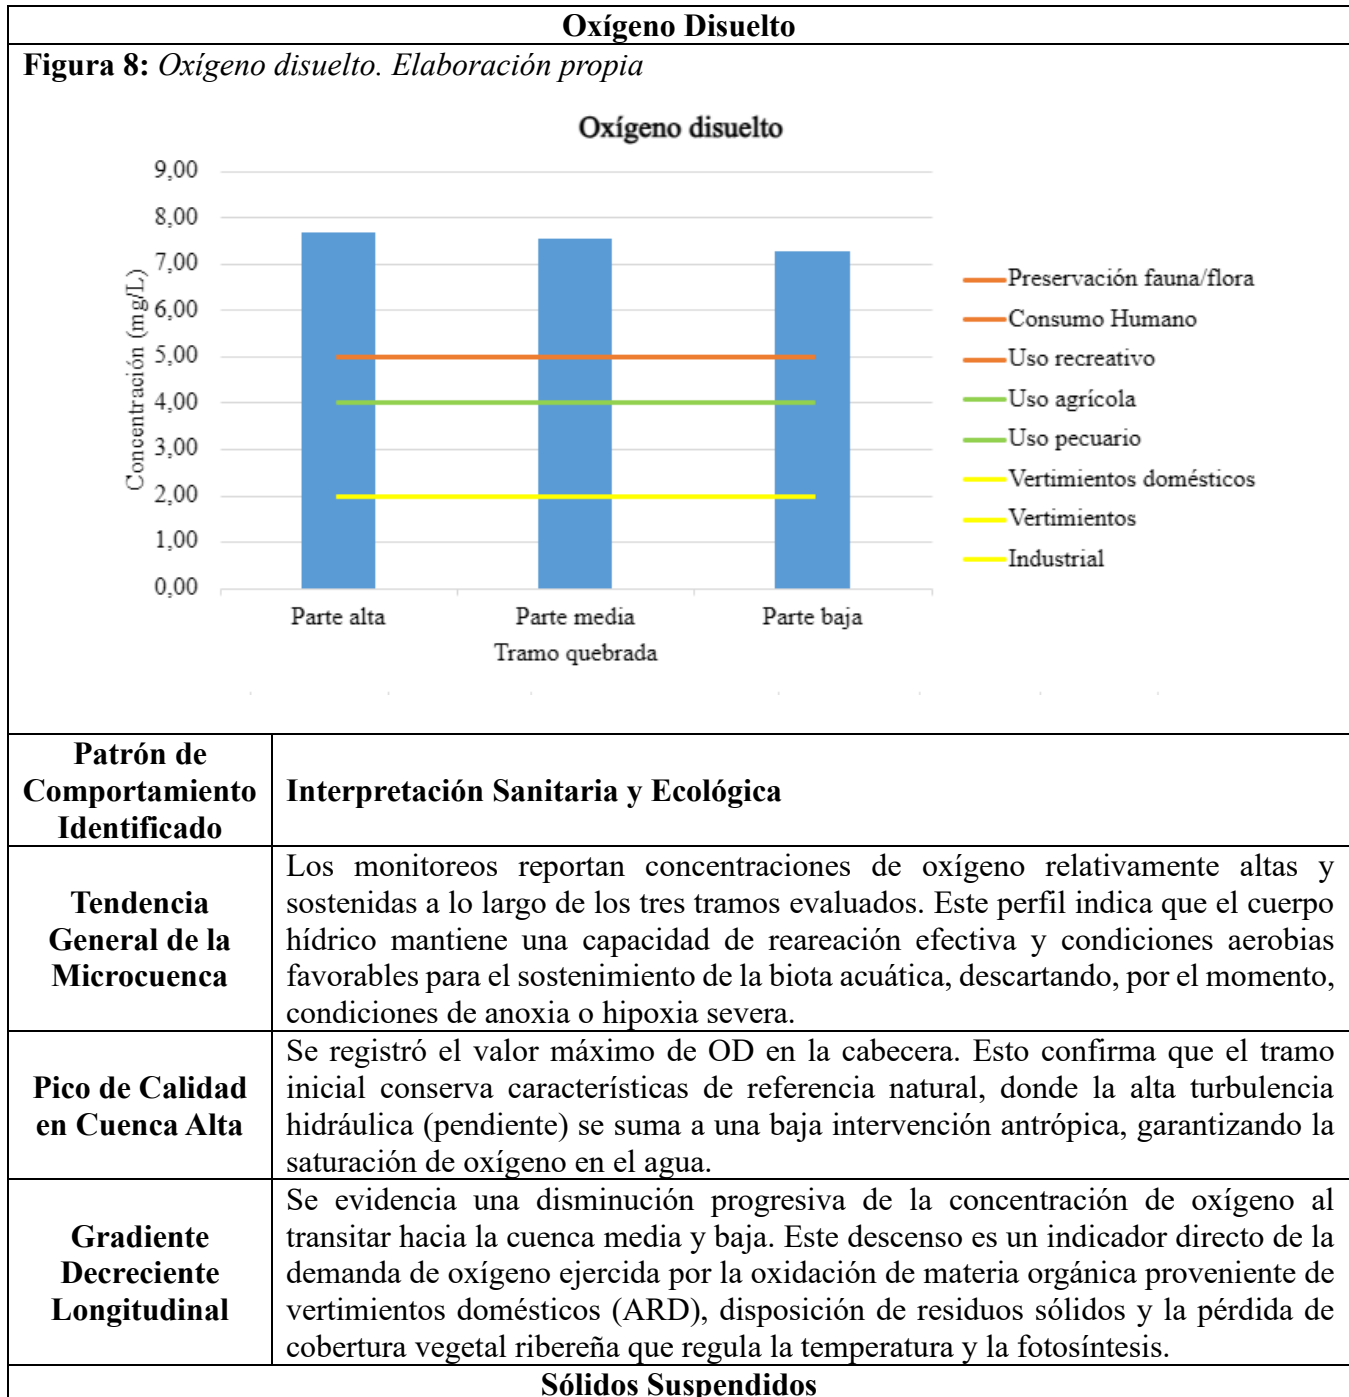 Oxígeno Disuelto
Figura 8: Oxígeno disuelto. Elaboración propia
Oxígeno disuelto
9,00
8,00
7,00
6,00
5,00
4,00
3,00
2,00
1,00
0,00
Concentración (mg/L)
Parte alta
Parte media
Parte baja
Tramo quebrada
Preservación fauna/flora
Consumo Humano
Uso recreativo
Uso agrícola
Uso pecuario
Vertimientos domésticos
Vertimientos
Industrial
Patrón de
Comportamiento
Identificado
Interpretación Sanitaria y Ecológica
Tendencia
General de la
Microcuenca
Los monitoreos reportan concentraciones de oxígeno relativamente altas y
sostenidas a lo largo de los tres tramos evaluados. Este perfil indica que el cuerpo
hídrico mantiene una capacidad de reareación efectiva y condiciones aerobias
favorables para el sostenimiento de la biota acuática, descartando, por el momento,
condiciones de anoxia o hipoxia severa.
Pico de Calidad
en Cuenca Alta
Se registró el valor máximo de OD en la cabecera. Esto confirma que el tramo
inicial conserva características de referencia natural, donde la alta turbulencia
hidráulica (pendiente) se suma a una baja intervención antrópica, garantizando la
saturación de oxígeno en el agua.
Gradiente
Decreciente
Longitudinal
Se evidencia una disminución progresiva de la concentración de oxígeno al
transitar hacia la cuenca media y baja. Este descenso es un indicador directo de la
demanda de oxígeno ejercida por la oxidación de materia orgánica proveniente de
vertimientos domésticos (ARD), disposición de residuos sólidos y la pérdida de
cobertura vegetal ribereña que regula la temperatura y la fotosíntesis.
Sólidos Suspendidos